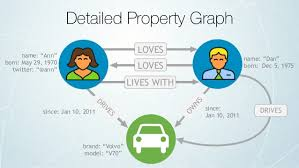 Detailed Property Graph
LOVES
LOVES
LIVES WITH
name: "Ann"
born: May 29, 1970
twitter: "@ann"
name: "Dan"
born: Dec 5, 1975
since:
Jan 10, 2011
DRIVES
OWNS
since:
Jan 10, 2011
DRIVES
brand: "Volvo"
model: "V70"